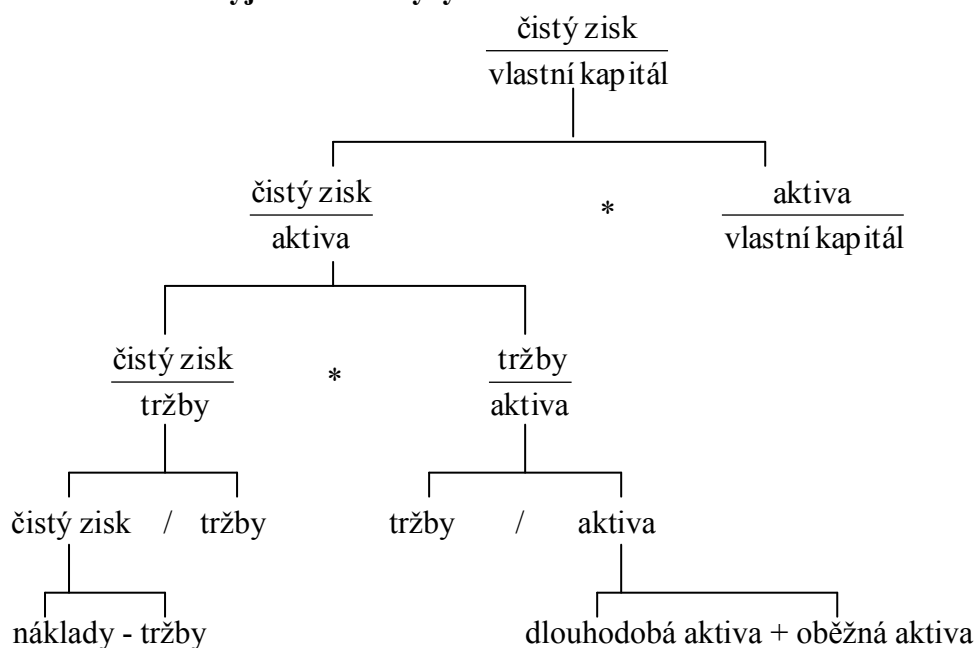 čistý zisk
vlastní kapitál
čistý zisk
aktiva
*
aktiva
vlastní kapitál
čistý zisk
tržby
*
tržby
aktiva
čistý zisk / tržby
tržby / aktiva
náklady - tržby
dlouhodobá aktiva + oběžná aktiva